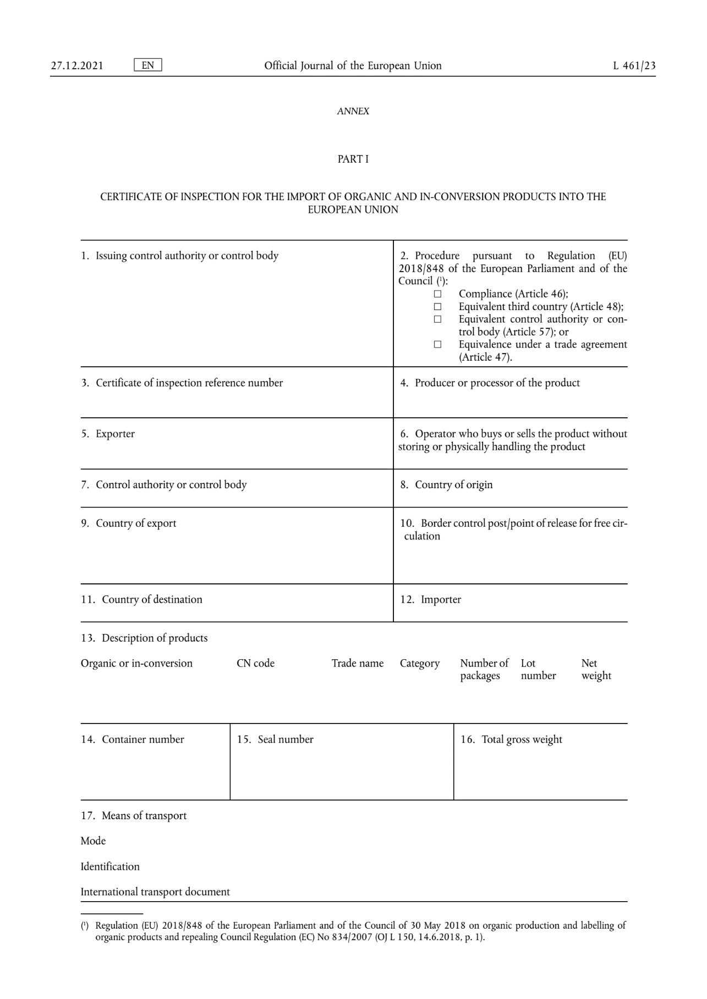 27.12.2021 EN Official Journal of the European Union L 461/23
ANNEX
PART I
CERTIFICATE OF INSPECTION FOR THE IMPORT OF ORGANIC AND IN-CONVERSION PRODUCTS INTO THE
EUROPEAN UNION
1. Issuing control authority or control body
2. Procedure pursuant to Regulation (EU)
2018/848 of the European Parliament and of the
Council (¹):
☐ Compliance (Article 46);
☐ Equivalent third country (Article 48);
☐ Equivalent control authority or con-
trol body (Article 57); or
☐ Equivalence under a trade agreement
(Article 47).
3. Certificate of inspection reference number
4. Producer or processor of the product
5. Exporter
6. Operator who buys or sells the product without
storing or physically handling the product
7. Control authority or control body
8. Country of origin
9. Country of export
10. Border control post/point of release for free cir-
culation
11. Country of destination
12. Importer
13. Description of products
Organic or in-conversion CN code Trade name Category Number of Lot Net
packages number weight
14. Container number 15. Seal number 16. Total gross weight
17. Means of transport
Mode
Identification
International transport document
(¹) Regulation (EU) 2018/848 of the European Parliament and of the Council of 30 May 2018 on organic production and labelling of
organic products and repealing Council Regulation (EC) No 834/2007 (OJ L 150, 14.6.2018, p. 1).